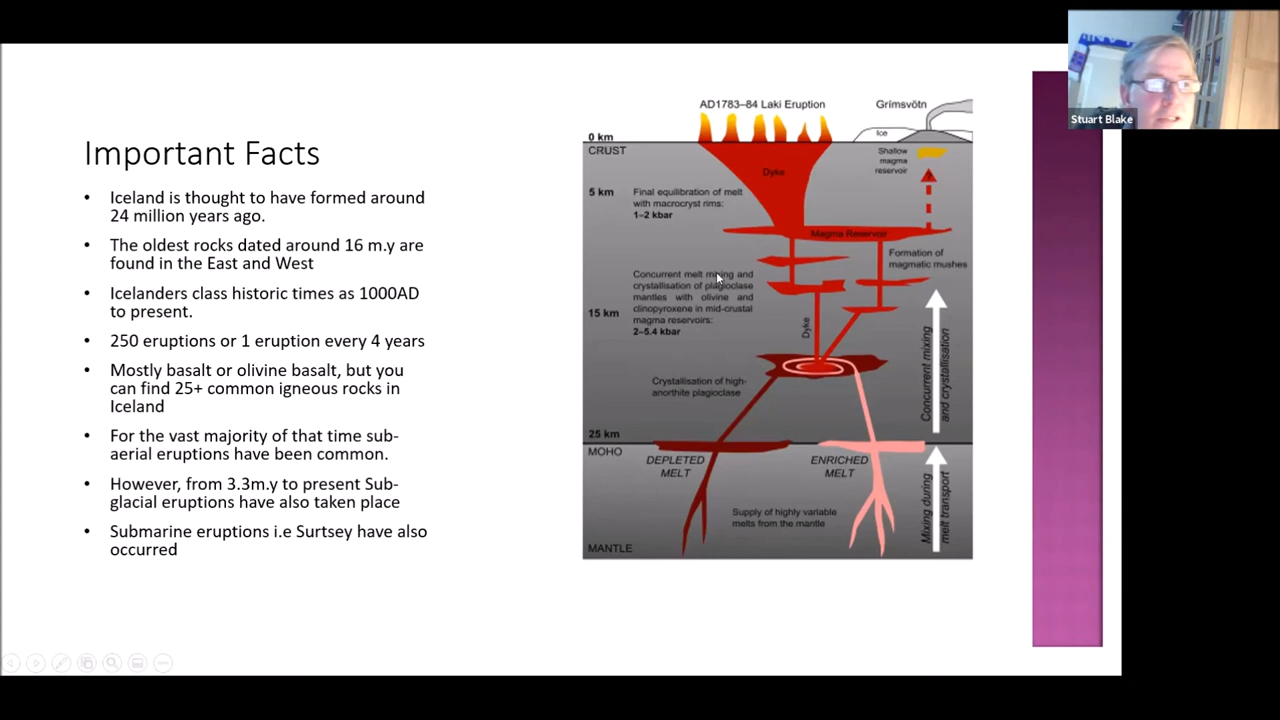 Important Facts
• Iceland is thought to have formed around
24 million years ago.
• The oldest rocks dated around 16 m.y are
found in the East and West
• Icelanders class historic times as 1000AD
to present.
• 250 eruptions or 1 eruption every 4 years
• Mostly basalt or olivine basalt, but you
can find 25+ common igneous rocks in
Iceland
• For the vast majority of that time sub-
aerial eruptions have been common.
• However, from 3.3m.y to present Sub-
glacial eruptions have also taken place
• Submarine eruptions i.e Surtsey have also
occurred
AD1783–84 Laki Eruption
Grímsvötn
Ice
0 km
CRUST
Shallow
magma
reservoir
Dyke
5 km
Final equilibration of melt
with macrocryst rims:
1–2 kbar
Magma Reservoir
Formation of
magmatic mushes
Concurrent melt mixing and
crystallisation of plagioclase
mantles with olivine and
clinopyroxene in mid-crustal
magma reservoirs:
2–5.4 kbar
15 km
Dyke
Crystallisation of high-
anorthite plagioclase
Concurrent mixing
and crystallisation
25 km
MOHO
DEPLETED
MELT
ENRICHED
MELT
Supply of highly variable
melts from the mantle
Mixing during
melt transport
MANTLE
Stuart Blake